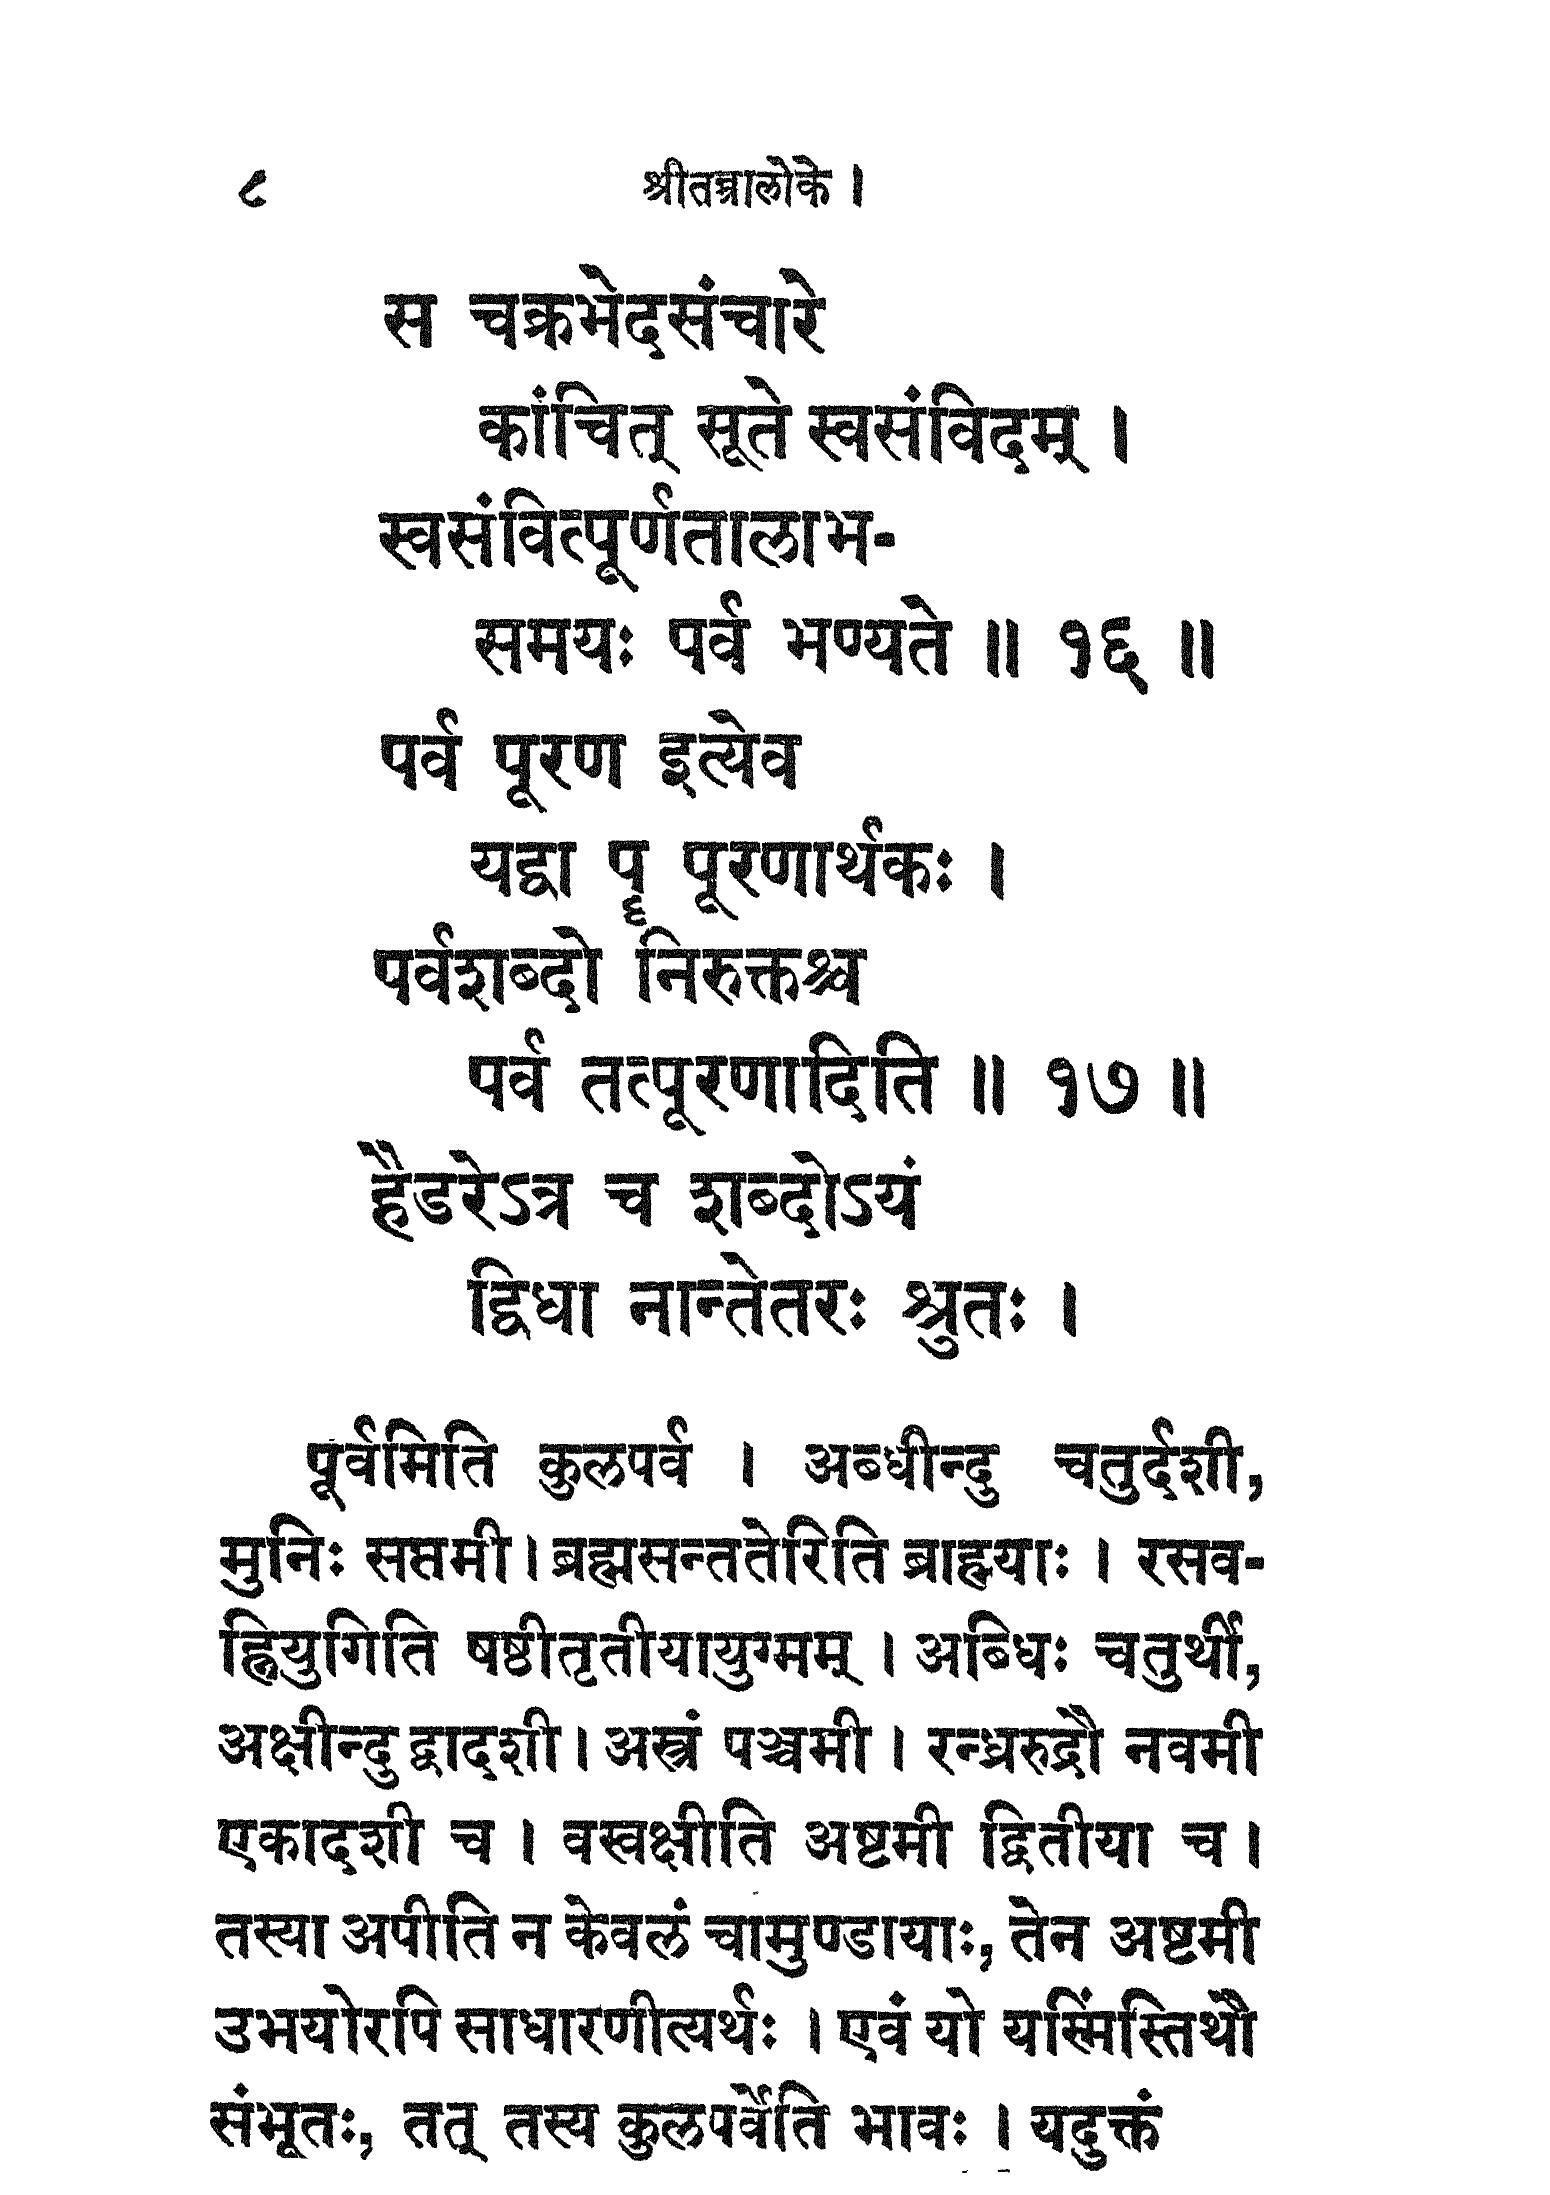 ८ श्रीतन्त्रालोके ।
स चक्रभेदसंचारे
कांचित् सूते स्वसंविदम् ।
स्वसंवित्पूर्णतालाभ-
समयः पर्व भण्यते ॥ १६ ॥
पर्व पूरण इत्येव
यद्वा पॄ पूरणार्थकः ।
पर्वशब्दो निरुक्तश्च
पर्व तत्पूरणादिति ॥ १७ ॥
हैडरेऽत्र च शब्दोऽयं
द्विधा नान्तेतरः श्रुतः ।
पूर्वमिति कुलपर्व । अब्धीन्दु चतुर्दशी,
मुनिः सप्तमी । ब्रह्मसन्ततेरिति ब्राह्मयाः । रसव-
ह्नियुगिति षष्ठीतृतीयायुग्मम् । अब्धिः चतुर्थी,
अक्षीन्दु द्वादशी । अस्त्रं पञ्चमी । रन्ध्ररुद्रौ नवमी
एकादशी च । वस्वक्षीति अष्टमी द्वितीया च ।
तस्या अपीति न केवलं चामुण्डायाः, तेन अष्टमी
उभयोरपि साधारणीत्यर्थः । एवं यो यस्मिंस्तिथौ
संभूतः, तत् तस्य कुलपर्वेति भावः । यदुक्तं